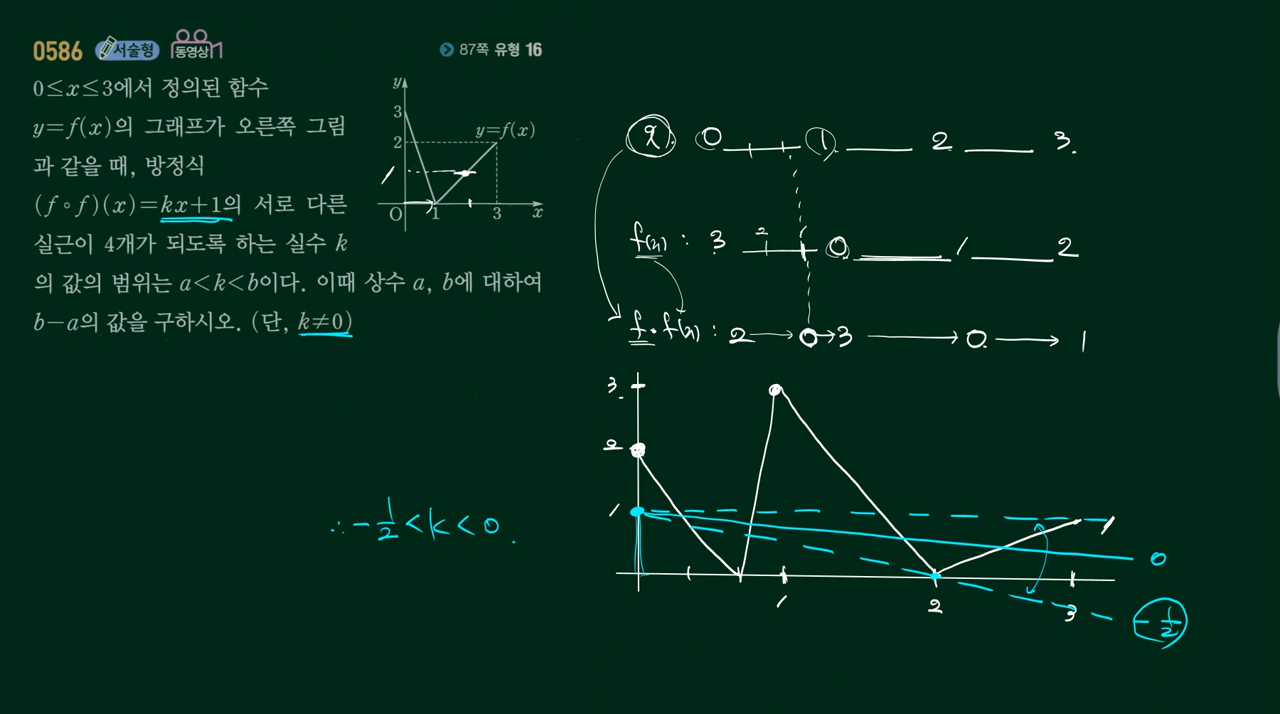 0586 서술형 동영상 87쪽 유형 16
0≤x≤3에서 정의된 함수
y=f(x)의 그래프가 오른쪽 그림
과 같을 때, 방정식
(f∘f)(x)=kx+1의 서로 다른
실근이 4개가 되도록 하는 실수 k
의 값의 범위는 a<k<b이다. 이때 상수 a, b에 대하여
b-a의 값을 구하시오. (단, k≠0)
y
3
2
1
y=f(x)
O 1 3 x
x 0 1 2 3
f(x) : 3 2 0 1 2
f∘f(x) : 2 → 0 → 3 → 0 → 1
3
2
1
1 2 3
1
0
-1/2
∴ -1/2 < k < 0.